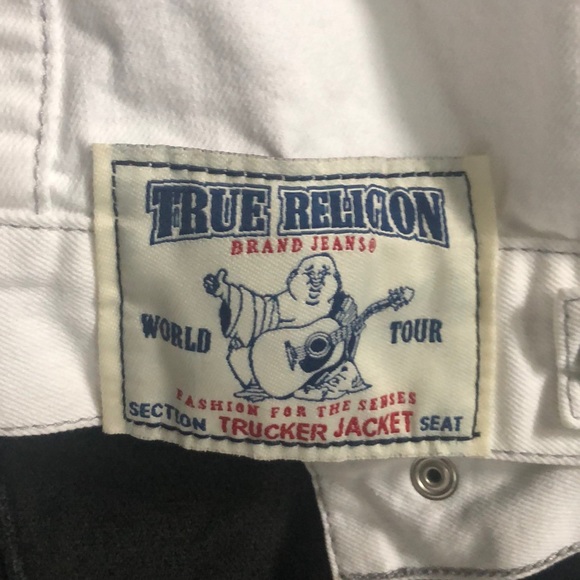 TRUE RELIGION
BRAND JEANS®
WORLD TOUR
FASHION FOR THE SENSES
SECTION TRUCKER JACKET SEAT